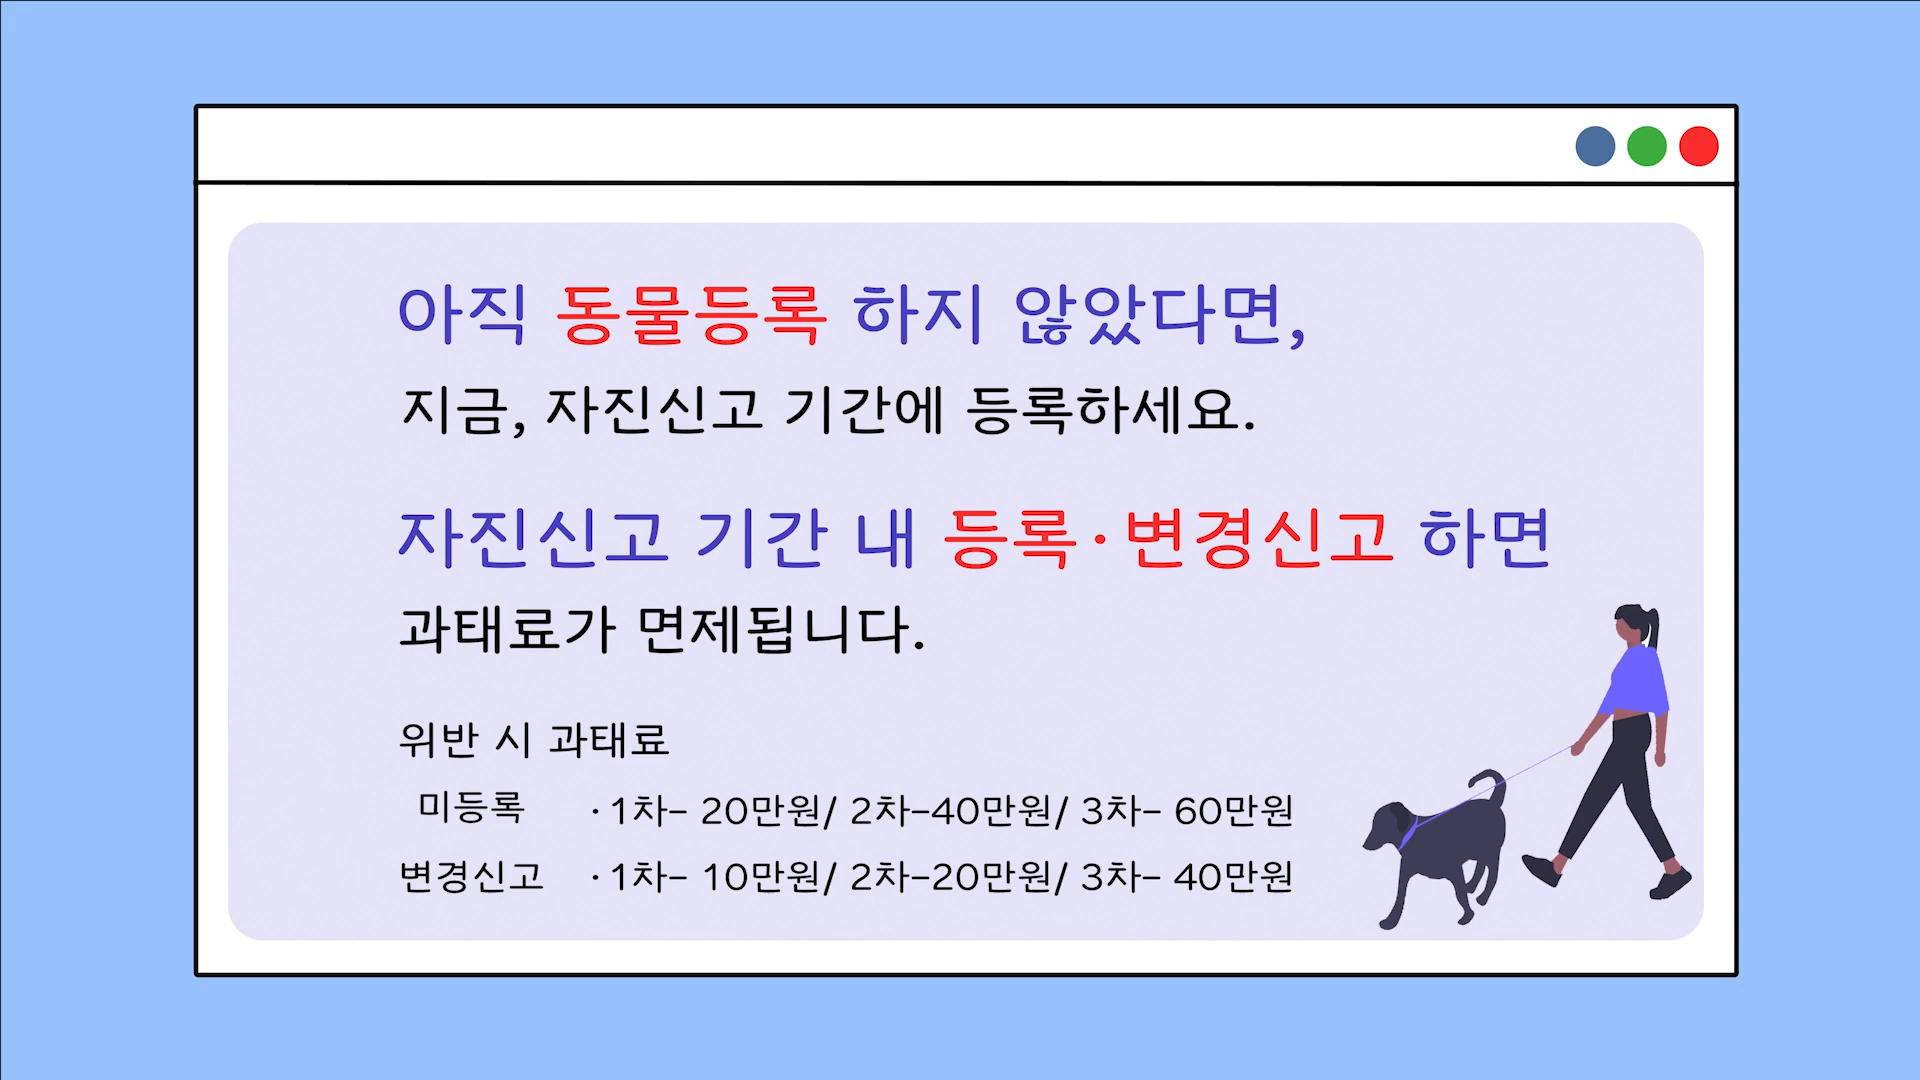 아직 동물등록 하지 않았다면,
지금, 자진신고 기간에 등록하세요.
자진신고 기간 내 등록·변경신고 하면
과태료가 면제됩니다.
위반 시 과태료
미등록 · 1차- 20만원/ 2차-40만원/ 3차- 60만원
변경신고 · 1차- 10만원/ 2차-20만원/ 3차- 40만원